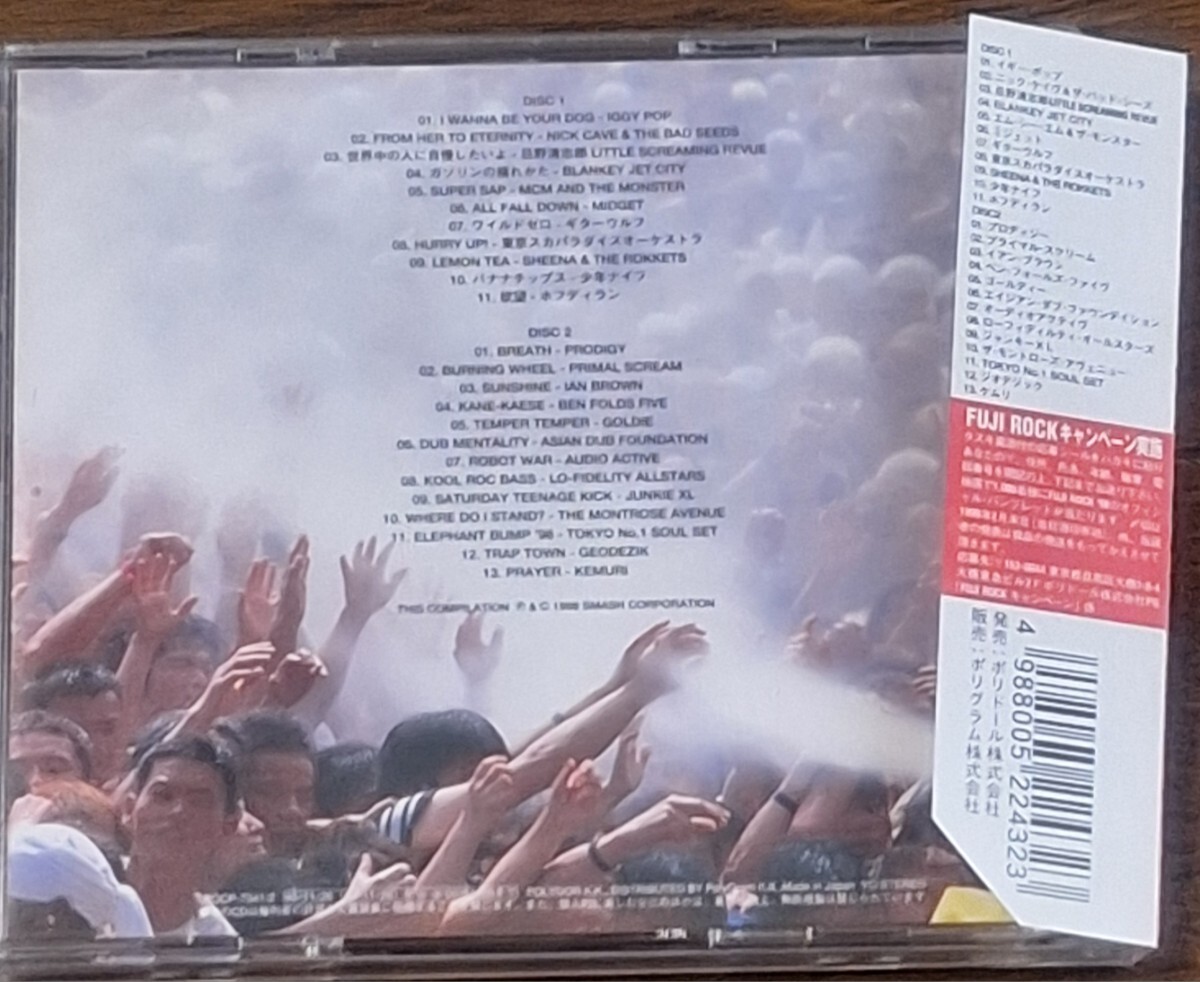 DISC 1
01. I WANNA BE YOUR DOG - IGGY POP
02. FROM HER TO ETERNITY - NICK CAVE & THE BAD SEEDS
03. 世界中の人に自慢したいよ - 忌野清志郎 LITTLE SCREAMING REVUE
04. ガソリンの揺れかた - BLANKEY JET CITY
05. SUPER SAP - MCM AND THE MONSTER
06. ALL FALL DOWN - MIDGET
07. ワイルドゼロ - ギターウルフ
08. HURRY UP! - 東京スカパラダイスオーケストラ
09. LEMON TEA - SHEENA & THE ROKKETS
10. バナナチップス - 少年ナイフ
11. 欲望 - ホフディラン
DISC 2
01. BREATH - PRODIGY
02. BURNING WHEEL - PRIMAL SCREAM
03. SUNSHINE - IAN BROWN
04. KANE-KAESE - BEN FOLDS FIVE
05. TEMPER TEMPER - GOLDIE
06. DUB MENTALITY - ASIAN DUB FOUNDATION
07. ROBOT WAR - AUDIO ACTIVE
08. KOOL ROC BASS - LO-FIDELITY ALLSTARS
09. SATURDAY TEENAGE KICK - JUNKIE XL
10. WHERE DO I STAND? - THE MONTROSE AVENUE
11. ELEPHANT BUMP '98 - TOKYO No.1 SOUL SET
12. TRAP TOWN - GEODEZIK
13. PRAYER - KEMURI
THIS COMPILATION ℗ & © 1998 SMASH CORPORATION
POLYDOR K.K., DISTRIBUTED BY PolyGram K.K. Made in Japan STEREO
DISC 1
01. イギー・ポップ
02. ニック・ケイヴ&ザ・バッド・シーズ
03. 忌野清志郎 LITTLE SCREAMING REVUE
04. BLANKEY JET CITY
05. エム・シー・エム&ザ・モンスター
06. ミジェット
07. ギターウルフ
08. 東京スカパラダイスオーケストラ
09. SHEENA & THE ROKKETS
10. 少年ナイフ
11. ホフディラン
DISC2
01. プロディジー
02. プライマル・スクリーム
03. イアン・ブラウン
04. ベン・フォールズ・ファイヴ
05. ゴールディー
06. エイジアン・ダブ・ファウンデイション
07. オーディオアクティヴ
08. ローフィディルティ・オールスターズ
09. ジャンキーXL
10. ザ・モントローズ・アヴェニュー
11. TOKYO No.1 SOUL SET
12. ジオデジック
13. ケムリ
FUJI ROCKキャンペーン実施
「FUJI ROCK キャンペーン」係
4 988005 224323
発売:ポリドール株式会社
販売:ポリグラム株式会社